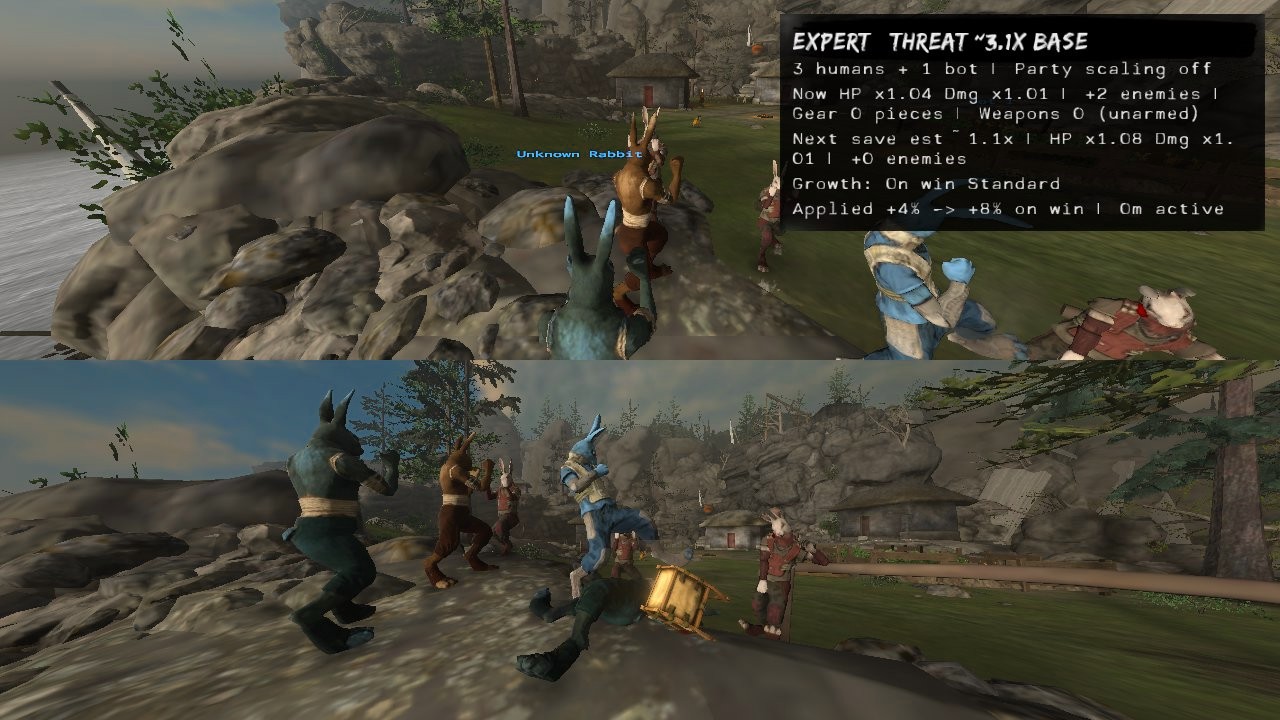 EXPERT THREAT ~3.1X BASE
3 humans + 1 bot | Party scaling off
Now HP x1.04 Dmg x1.01 | +2 enemies |
Gear 0 pieces | Weapons 0 (unarmed)
Next save est ~ 1.1x | HP x1.08 Dmg x1.
01 | +0 enemies
Growth: On win Standard
Applied +4% -> +8% on win | 0m active
Unknown Rabbit